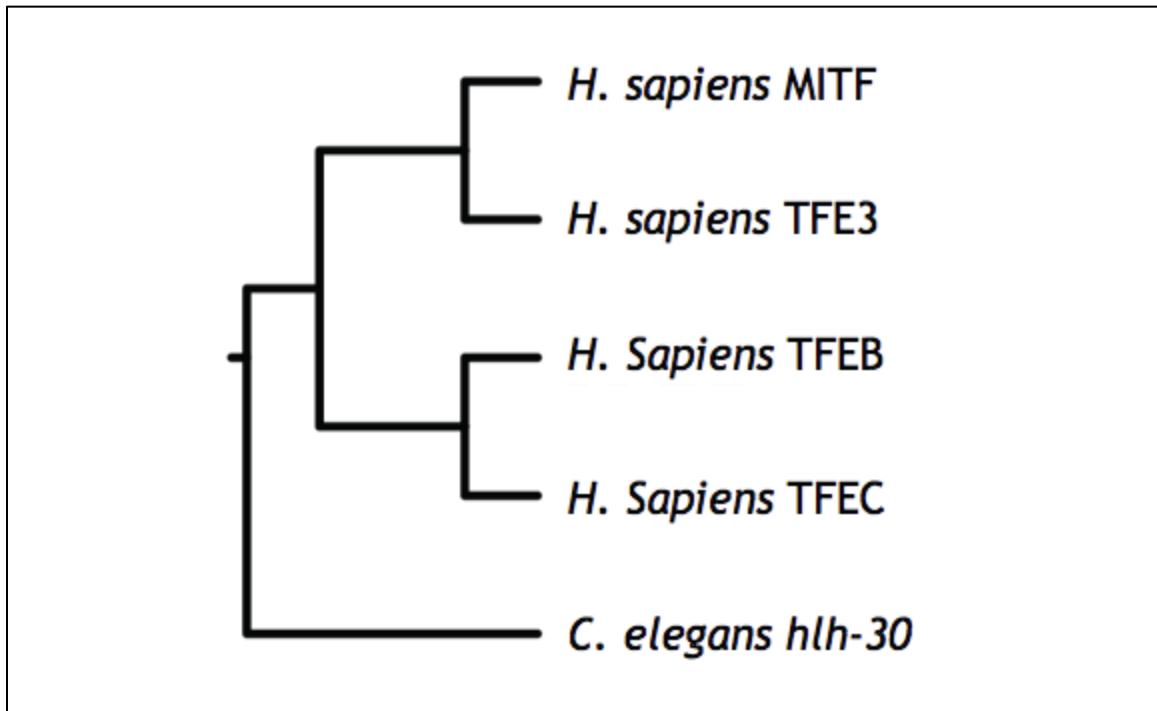 H. sapiens MITF
H. sapiens TFE3
H. Sapiens TFEB
H. Sapiens TFEC
C. elegans hlh-30